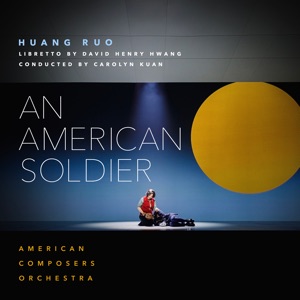 HUANG RUO
LIBRETTO BY DAVID HENRY HWANG
CONDUCTED BY CAROLYN KUAN
AN
AMERICAN
SOLDIER
AMERICAN
COMPOSERS
ORCHESTRA